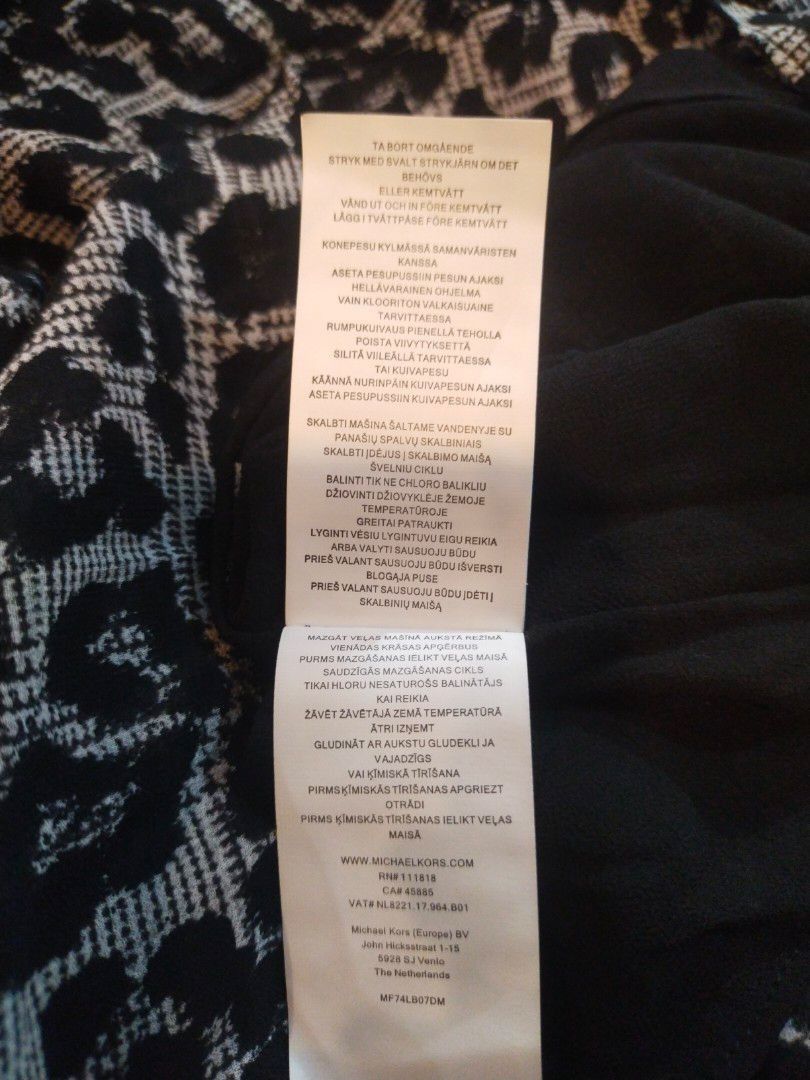 TA BORT OMGÅENDE
STRYK MED SVALT STRYKJÄRN OM DET
BEHÖVS
ELLER KEMTVÄTT
VÄND UT OCH IN FÖRE KEMTVÄTT
LÄGG I TVÄTTPÅSE FÖRE KEMTVÄTT
KONEPESU KYLMÄSSÄ SAMANVÄRISTEN
KANSSA
ASETA PESUPUSSIIN PESUN AJAKSI
HELLÄVARAINEN OHJELMA
VAIN KLOORITON VALKAISUAINE
TARVITTAESSA
RUMPUKUIVAUS PIENELLÄ TEHOLLA
POISTA VIIVYTYKSETTÄ
SILITÄ VIILEÄLLÄ TARVITTAESSA
TAI KUIVAPESU
KÄÄNNÄ NURINPÄIN KUIVAPESUN AJAKSI
ASETA PESUPUSSIIN KUIVAPESUN AJAKSI
SKALBTI MAŠINA ŠALTAME VANDENYJE SU
PANAŠIŲ SPALVŲ SKALBINIAIS
SKALBTI ĮDĖJUS Į SKALBIMO MAIŠĄ
ŠVELNIU CIKLU
BALINTI TIK NE CHLORO BALIKLIU
DŽIOVINTI DŽIOVYKLĖJE ŽEMOJE
TEMPERATŪROJE
GREITAI PATRAUKTI
LYGINTI VĖSIU LYGINTUVU EIGU REIKIA
ARBA VALYTI SAUSUOJU BŪDU
PRIEŠ VALANT SAUSUOJU BŪDU IŠVERSTI
BLOGĄJA PUSE
PRIEŠ VALANT SAUSUOJU BŪDU ĮDĖTI Į
SKALBINIŲ MAIŠĄ
MAZGĀT VEĻAS MAŠĪNĀ AUKSTĀ REŽĪMĀ
VIENĀDAS KRĀSAS APĢĒRBUS
PURMS MAZGĀŠANAS IELIKT VEĻAS MAISĀ
SAUDZĪGĀS MAZGĀŠANAS CIKLS
TIKAI HLORU NESATUROŠS BALINĀTĀJS
KAI REIKIA
ŽĀVĒT ŽĀVĒTĀJĀ ZEMĀ TEMPERATŪRĀ
ĀTRI IZŅEMT
GLUDINĀT AR AUKSTU GLUDEKLI JA
VAJADZĪGS
VAI ĶĪMISKĀ TĪRĪŠANA
PIRMS ĶĪMISKĀS TĪRĪŠANAS APGRIEZT
OTRĀDI
PIRMS ĶĪMISKĀS TĪRĪŠANAS IELIKT VEĻAS
MAISĀ
WWW.MICHAELKORS.COM
RN# 111818
CA# 45885
VAT# NL8221.17.964.B01
Michael Kors (Europe) BV
John Hicksstraat 1-15
5928 SJ Venlo
The Netherlands
MF74LB07DM